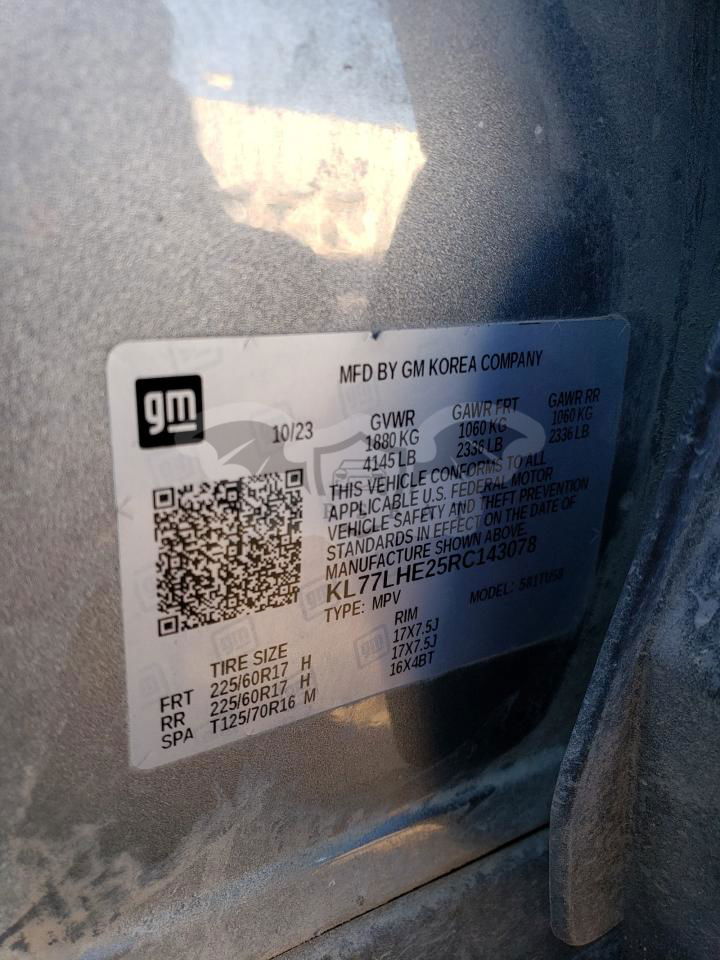 gm
MFD BY GM KOREA COMPANY
10/23
GVWR GAWR FRT GAWR RR
1880 KG 1060 KG 1060 KG
4145 LB 2336 LB 2336 LB
THIS VEHICLE CONFORMS TO ALL
APPLICABLE U.S. FEDERAL MOTOR
VEHICLE SAFETY AND THEFT PREVENTION
STANDARDS IN EFFECT ON THE DATE OF
MANUFACTURE SHOWN ABOVE.
KL77LHE25RC143078
TYPE: MPV MODEL: 5B1TU58
TIRE SIZE RIM
FRT 225/60R17 H 17X7.5J
RR 225/60R17 H 17X7.5J
SPA T125/70R16 M 16X4BT